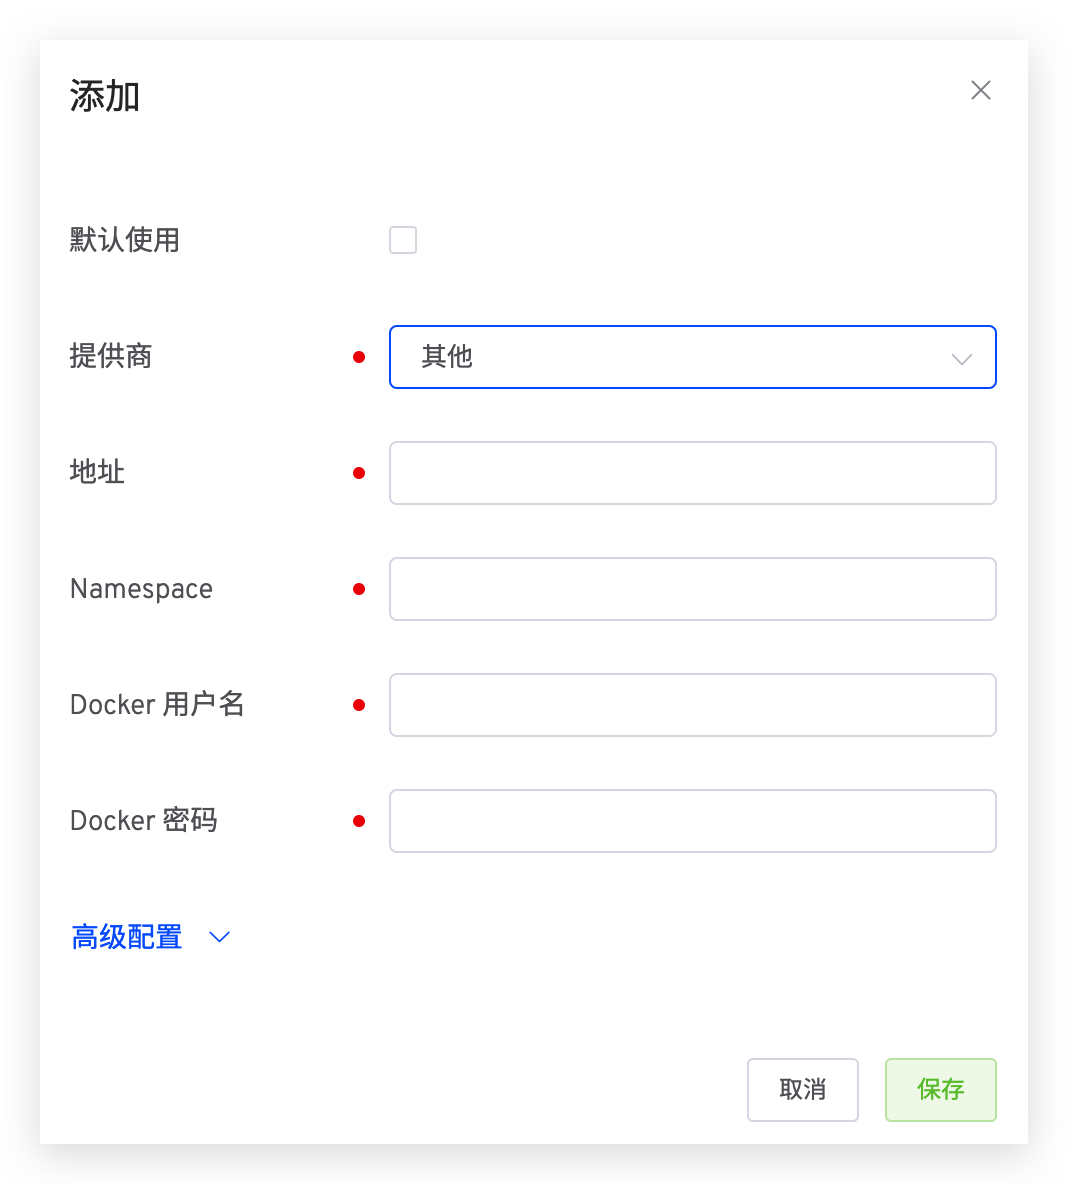 添加
默认使用
提供商
其他
地址
Namespace
Docker 用户名
Docker 密码
高级配置
取消
保存